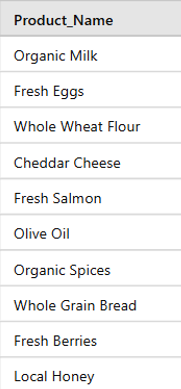 Product_Name
Organic Milk
Fresh Eggs
Whole Wheat Flour
Cheddar Cheese
Fresh Salmon
Olive Oil
Organic Spices
Whole Grain Bread
Fresh Berries
Local Honey